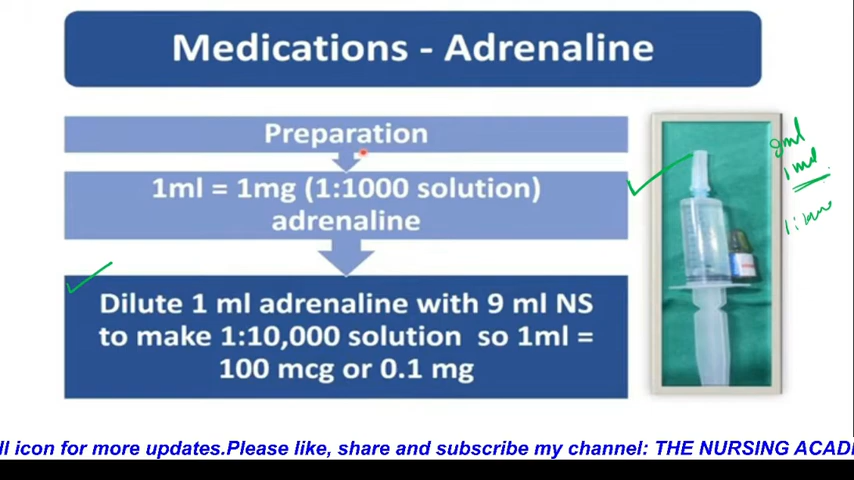 Medications - Adrenaline
Preparation
1ml = 1mg (1:1000 solution)
adrenaline
Dilute 1 ml adrenaline with 9 ml NS
to make 1:10,000 solution so 1ml =
100 mcg or 0.1 mg
1ml
ll icon for more updates.Please like, share and subscribe my channel: THE NURSING ACAD